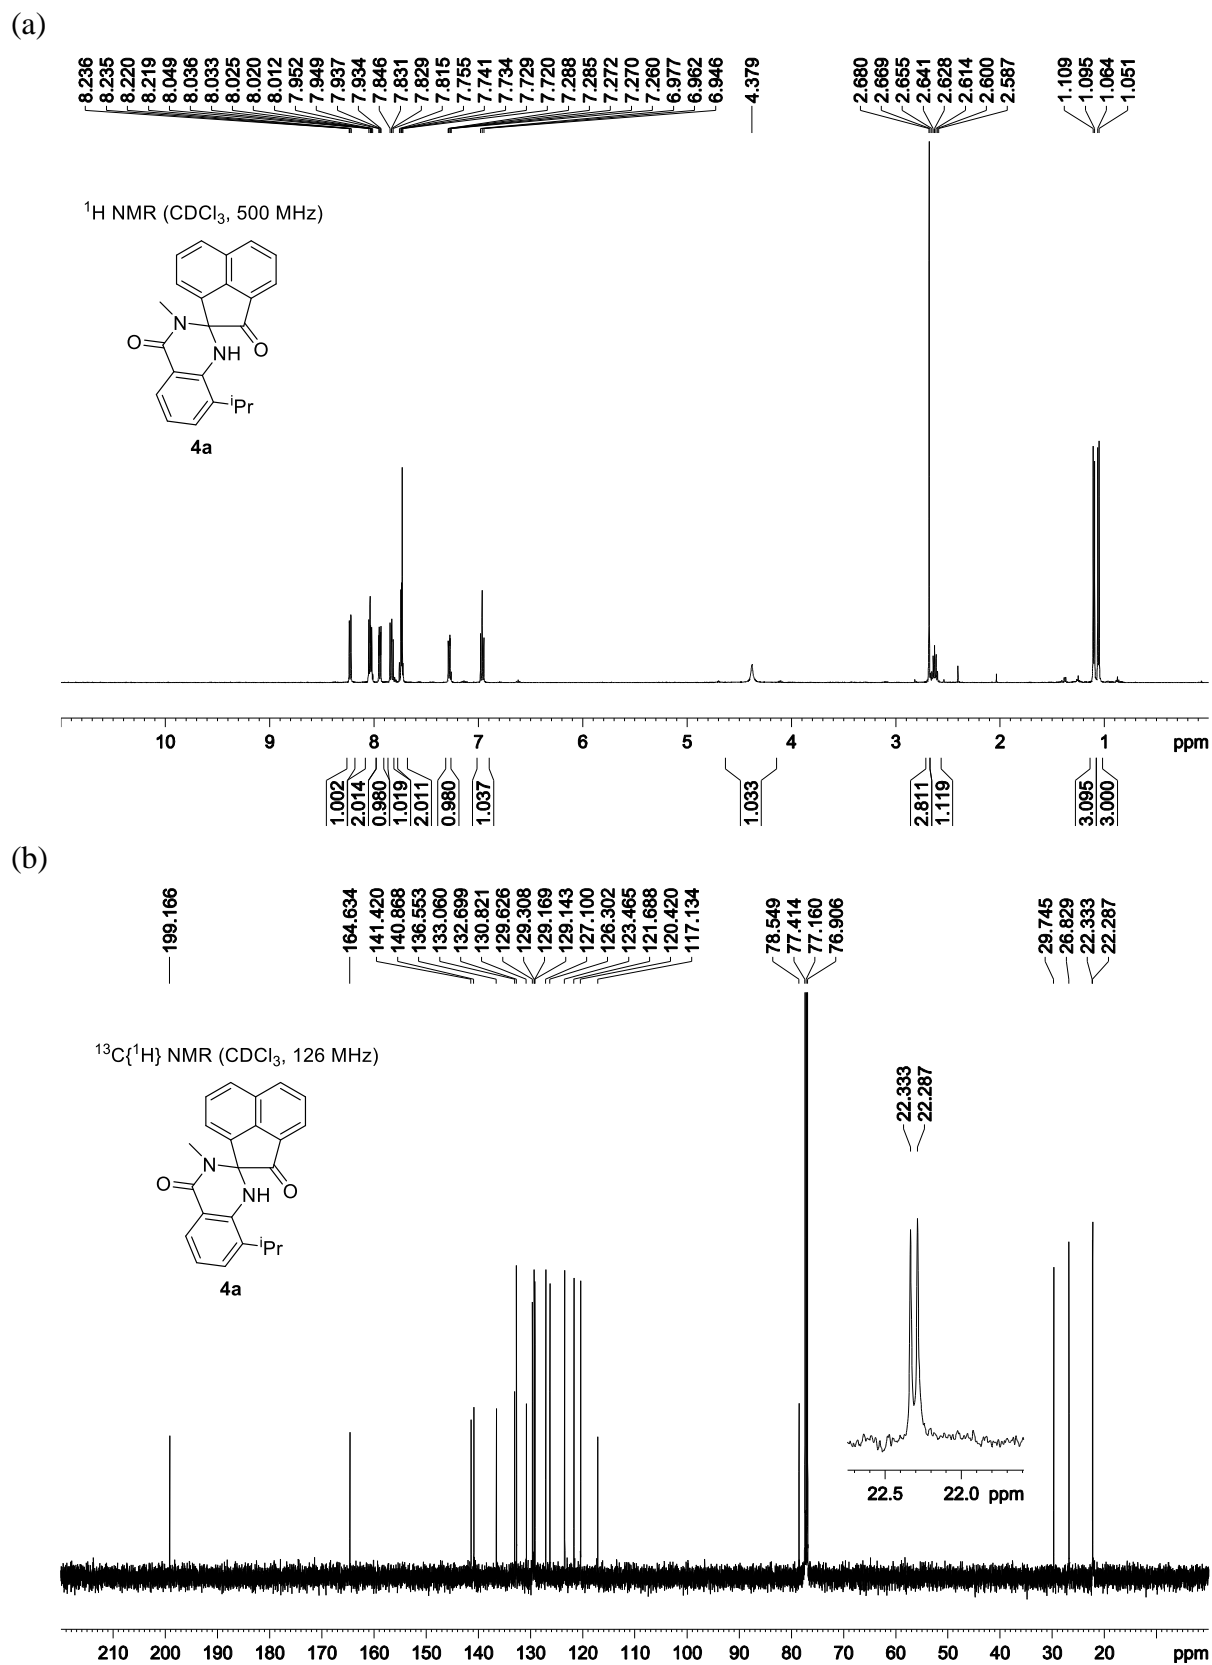 (a)
8.236 8.235 8.220 8.219 8.049 8.036 8.033 8.025 8.020 8.012 7.952 7.949 7.937 7.934 7.846 7.831 7.829 7.815 7.755 7.741 7.734 7.729 7.720 7.288 7.285 7.272 7.270 7.260 6.977 6.962 6.946 4.379 2.680 2.669 2.655 2.641 2.628 2.614 2.600 2.587 1.109 1.095 1.064 1.051
¹H NMR (CDCl₃, 500 MHz)
N
O
NH
O
ⁱPr
4a
10 9 8 7 6 5 4 3 2 1 ppm
1.002 2.014 0.980 1.019 2.011 0.980 1.037 1.033 2.811 1.119 3.095 3.000
(b)
199.166 164.634 141.420 140.868 136.553 133.060 132.699 130.821 129.626 129.308 129.169 129.143 127.100 126.302 123.465 121.688 120.420 117.134 78.549 77.414 77.160 76.906 29.745 26.829 22.333 22.287
¹³C{¹H} NMR (CDCl₃, 126 MHz)
22.333 22.287
N
O
NH
O
ⁱPr
4a
22.5 22.0 ppm
210 200 190 180 170 160 150 140 130 120 110 100 90 80 70 60 50 40 30 20 ppm